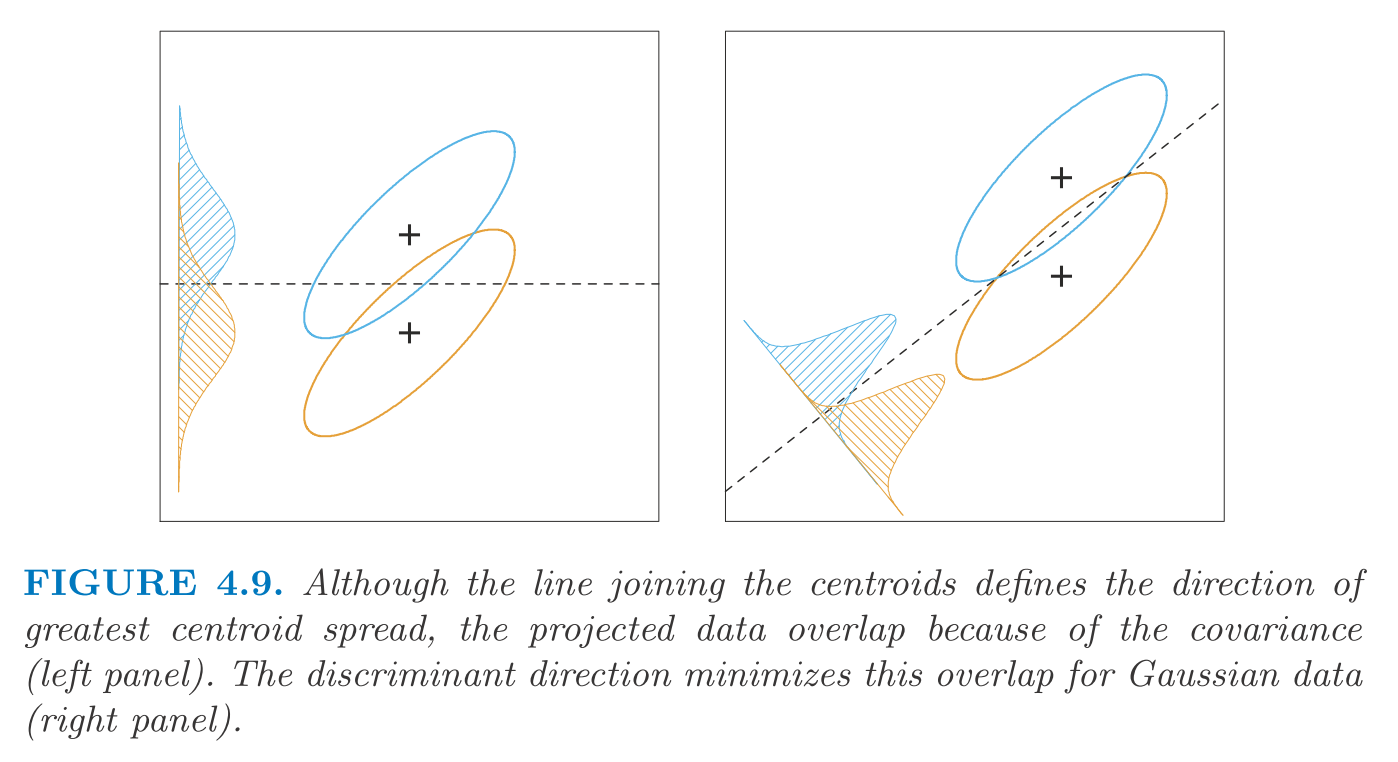 FIGURE 4.9. Although the line joining the centroids defines the direction of
greatest centroid spread, the projected data overlap because of the covariance
(left panel). The discriminant direction minimizes this overlap for Gaussian data
(right panel).